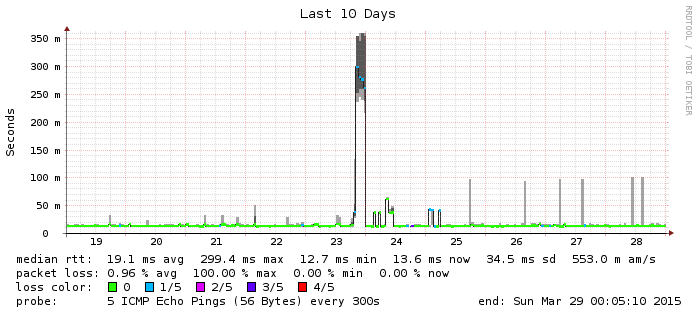 Last 10 Days
RRDTOOL / TOBI OETIKER
Seconds
350 m
300 m
250 m
200 m
150 m
100 m
50 m
0
19 20 21 22 23 24 25 26 27 28
median rtt: 19.1 ms avg 299.4 ms max 12.7 ms min 13.6 ms now 34.5 ms sd 553.0 m am/s
packet loss: 0.96 % avg 100.00 % max 0.00 % min 0.00 % now
loss color: 0 1/5 2/5 3/5 4/5
probe: 5 ICMP Echo Pings (56 Bytes) every 300s end: Sun Mar 29 00:05:10 2015